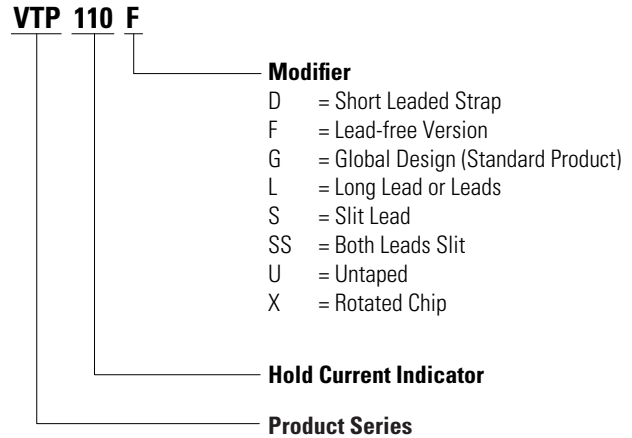 VTP 110 F
Modifier
D = Short Leaded Strap
F = Lead-free Version
G = Global Design (Standard Product)
L = Long Lead or Leads
S = Slit Lead
SS = Both Leads Slit
U = Untaped
X = Rotated Chip
Hold Current Indicator
Product Series